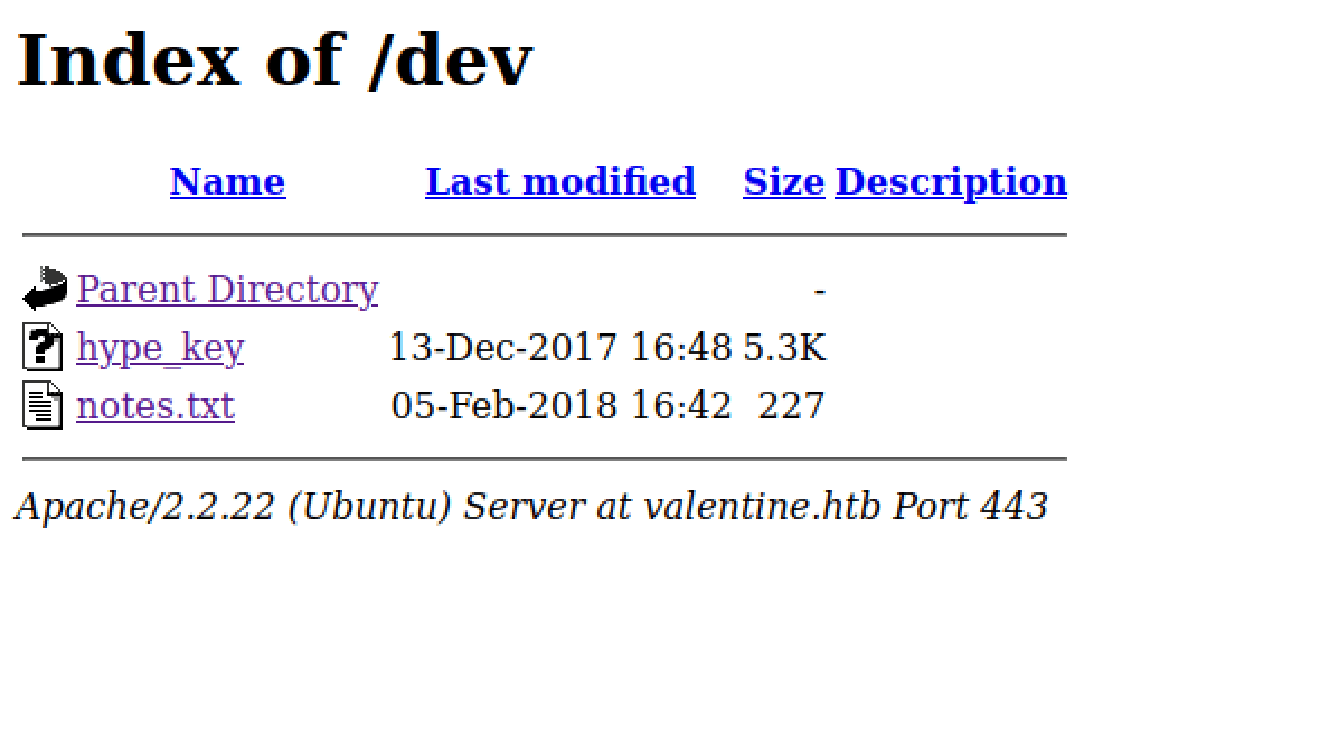 Index of /dev
Name Last modified Size Description
Parent Directory -
hype_key 13-Dec-2017 16:48 5.3K
notes.txt 05-Feb-2018 16:42 227
Apache/2.2.22 (Ubuntu) Server at valentine.htb Port 443